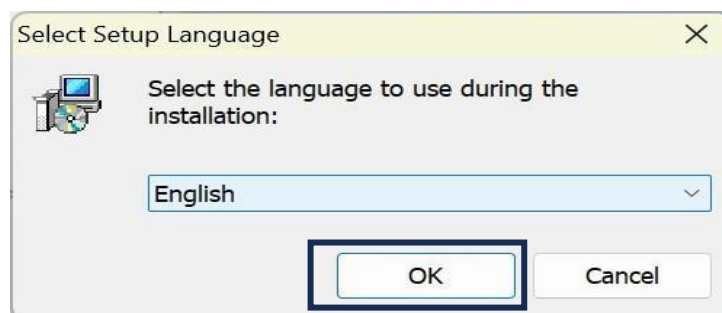 Select Setup Language
Select the language to use during the
installation:
English
OK
Cancel